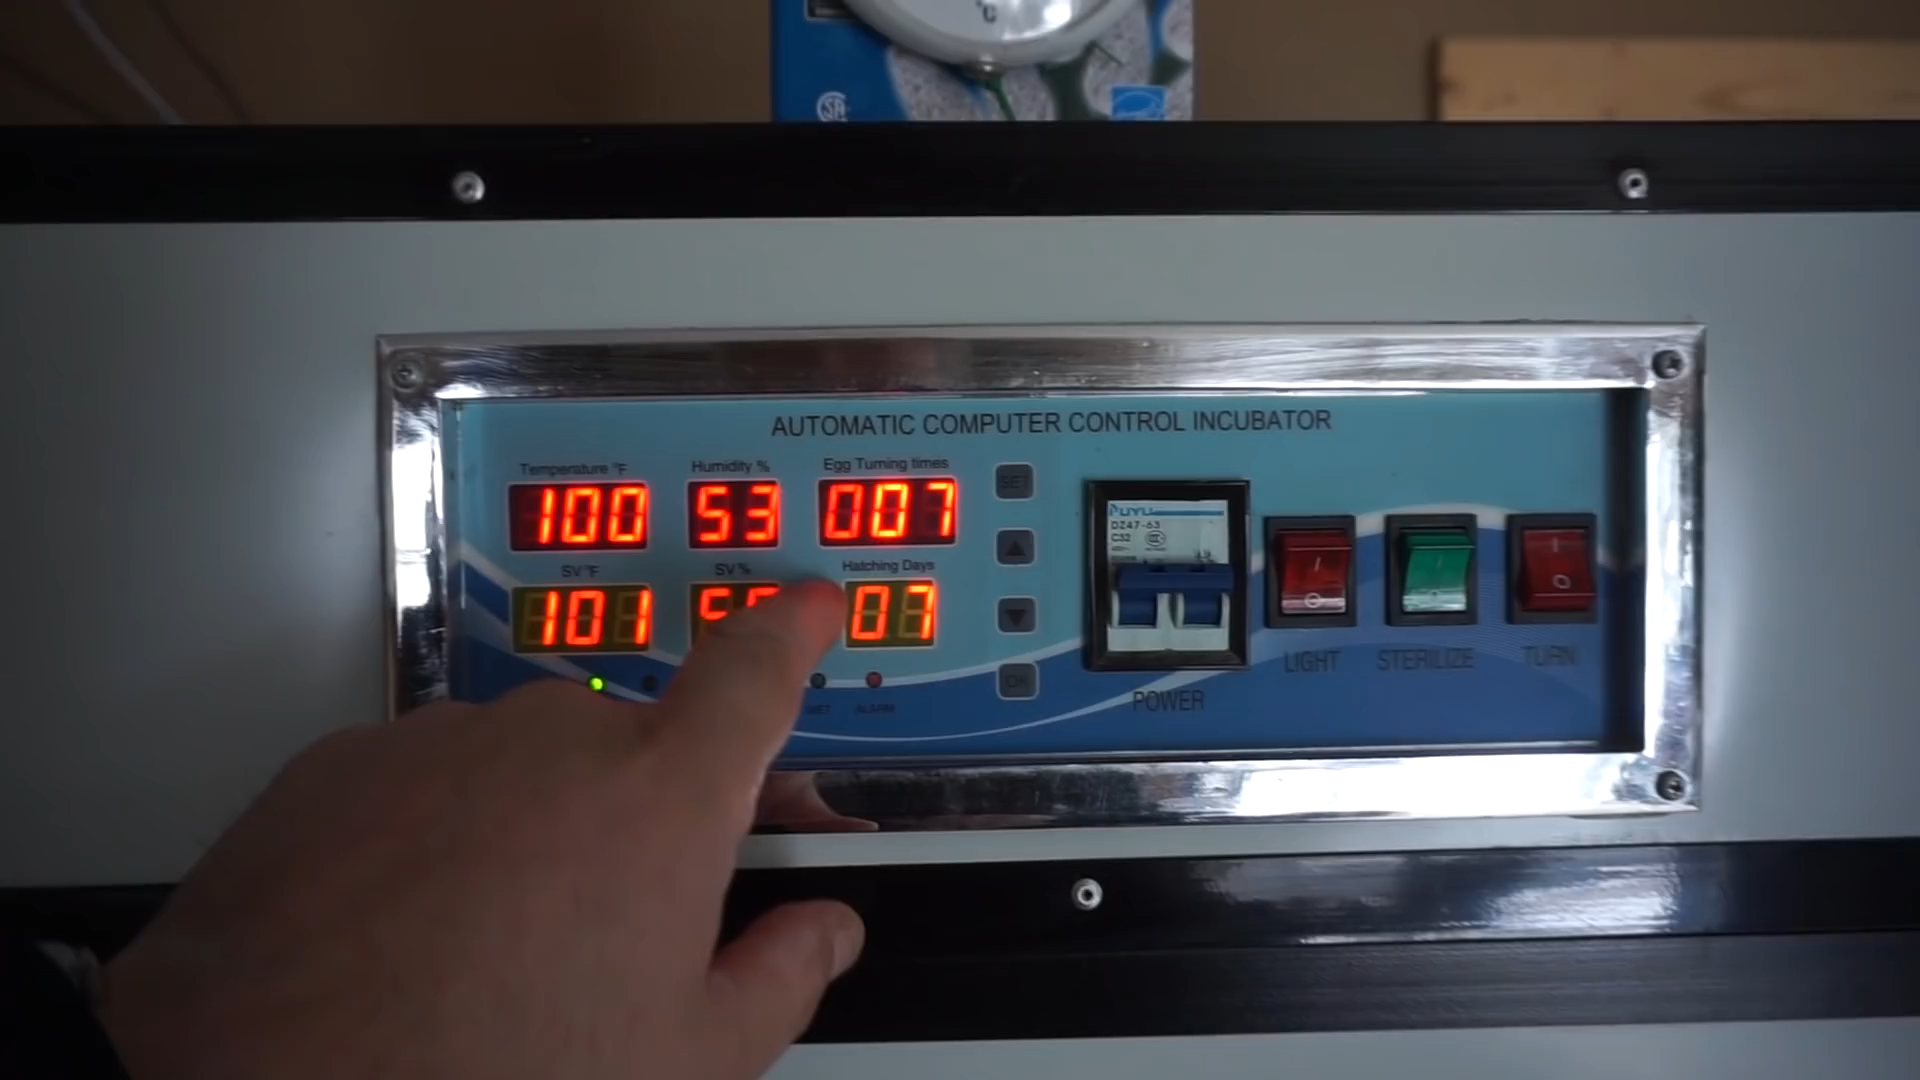 °C
AUTOMATIC COMPUTER CONTROL INCUBATOR
Temperature °F Humidity % Egg Turning times
100 53 007
SET
SV°F SV% Hatching Days
101 07
OK
ALARM
DZ47-63
C32
POWER
LIGHT STERILIZE TURN